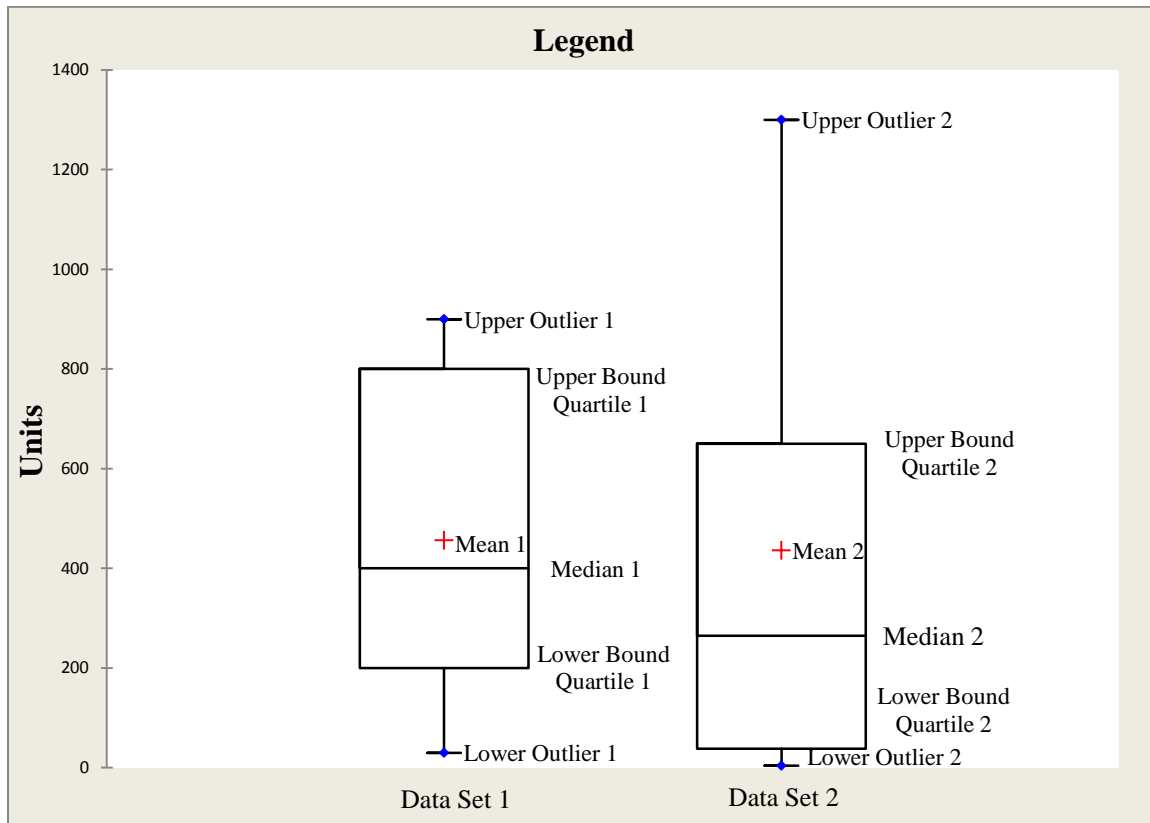 Legend
1400
1200
1000
800
600
400
200
0
Units
Upper Outlier 1
Upper Bound
Quartile 1
Mean 1
Median 1
Lower Bound
Quartile 1
Lower Outlier 1
Data Set 1
Upper Outlier 2
Upper Bound
Quartile 2
Mean 2
Median 2
Lower Bound
Quartile 2
Lower Outlier 2
Data Set 2